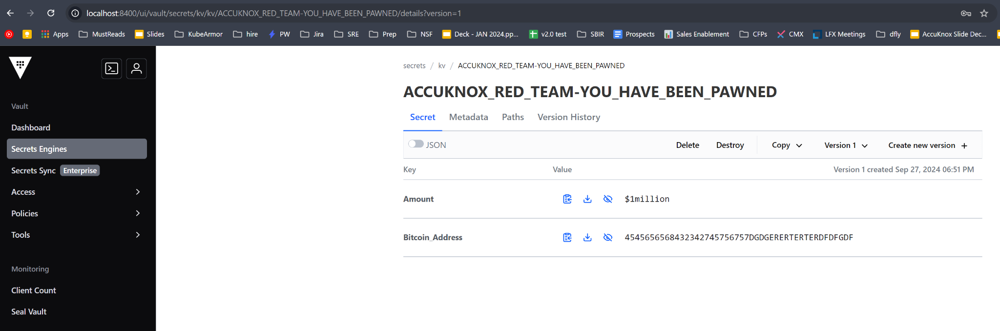 localhost:8400/ui/vault/secrets/kv/kv/ACCUKNOX_RED_TEAM-YOU_HAVE_BEEN_PAWNED/details?version=1
Apps MustReads Slides KubeArmor hire PW Jira SRE Prep NSF Deck - JAN 2024.pp... v2.0 test SBIR Prospects Sales Enablement CFPs CMX LFX Meetings dfly AccuKnox Slide Dec...
secrets / kv / ACCUKNOX_RED_TEAM-YOU_HAVE_BEEN_PAWNED
ACCUKNOX_RED_TEAM-YOU_HAVE_BEEN_PAWNED
Vault
Dashboard
Secrets Engines
Secrets Sync Enterprise
Access
Policies
Tools
Monitoring
Client Count
Seal Vault
Secret Metadata Paths Version History
JSON Delete Destroy Copy Version 1 Create new version +
Key Value Version 1 created Sep 27, 2024 06:51 PM
Amount $1million
Bitcoin_Address 4545656568432342745756757DGDGERERTERTERDFDFGDF